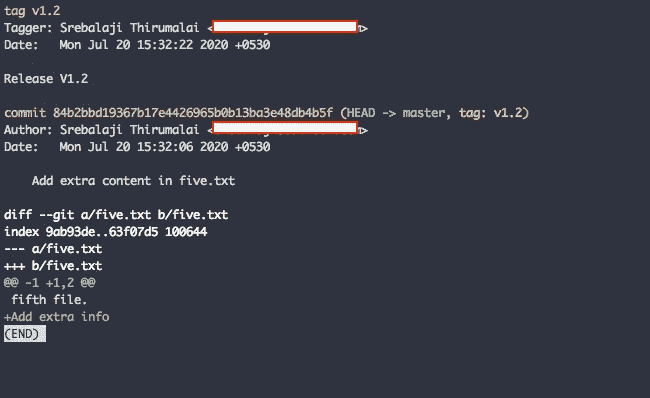 tag v1.2
Tagger: Srebalaji Thirumalai <
Date:   Mon Jul 20 15:32:22 2020 +0530
Release V1.2
commit 84b2bbd19367b17e4426965b0b13ba3e48db4b5f (HEAD -> master, tag: v1.2)
Author: Srebalaji Thirumalai <
Date:   Mon Jul 20 15:32:06 2020 +0530
    Add extra content in five.txt
diff --git a/five.txt b/five.txt
index 9ab93de..63f07d5 100644
--- a/five.txt
+++ b/five.txt
@@ -1 +1,2 @@
 fifth file.
+Add extra info
(END)